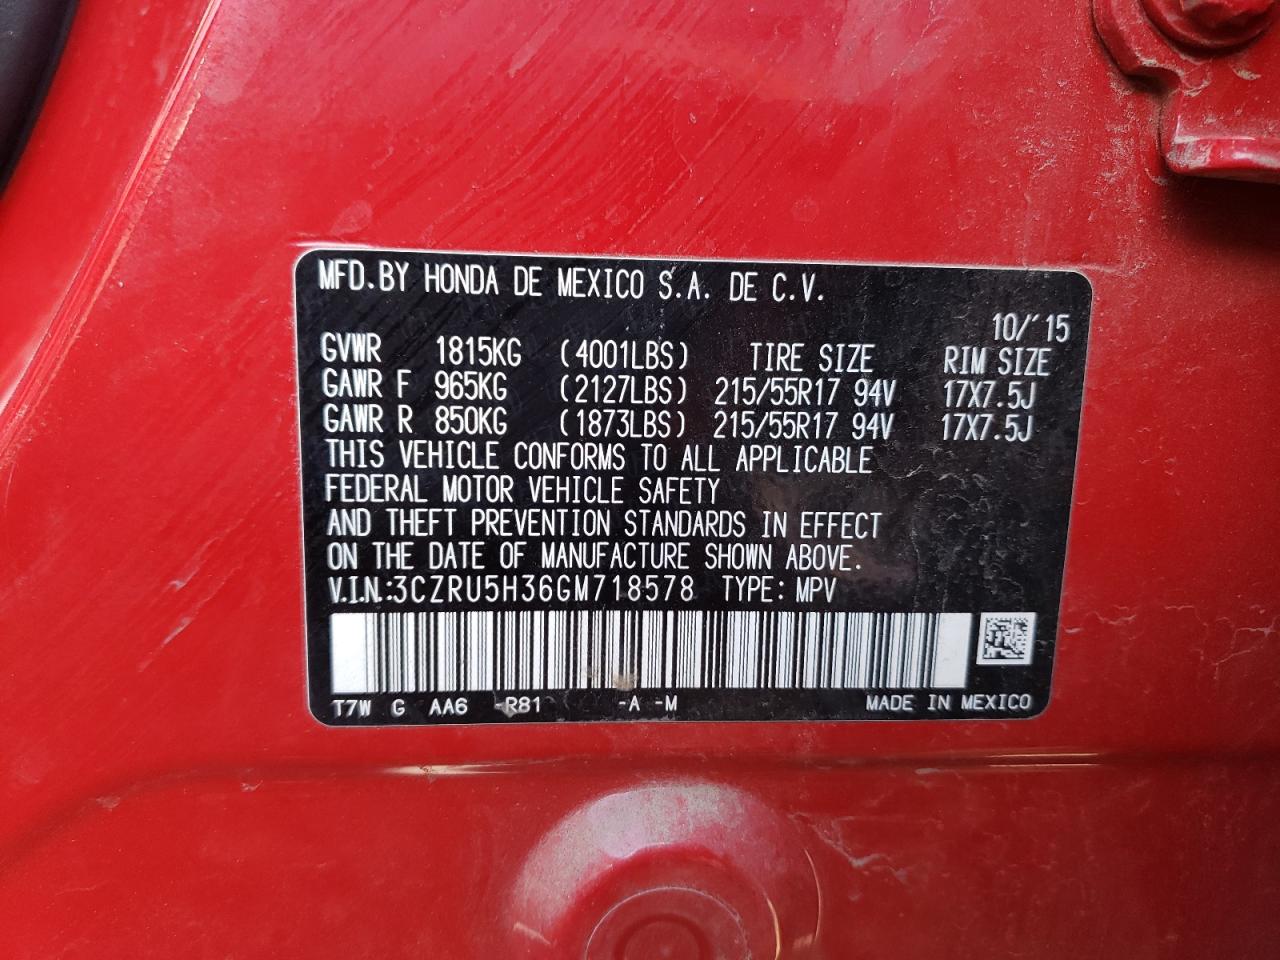 MFD.BY HONDA DE MEXICO S.A. DE C.V.
10/'15
GVWR 1815KG (4001LBS) TIRE SIZE RIM SIZE
GAWR F 965KG (2127LBS) 215/55R17 94V 17X7.5J
GAWR R 850KG (1873LBS) 215/55R17 94V 17X7.5J
THIS VEHICLE CONFORMS TO ALL APPLICABLE
FEDERAL MOTOR VEHICLE SAFETY
AND THEFT PREVENTION STANDARDS IN EFFECT
ON THE DATE OF MANUFACTURE SHOWN ABOVE.
V.I.N.:3CZRU5H36GM718578 TYPE: MPV
T7W G AA6 -R81 -A -M MADE IN MEXICO